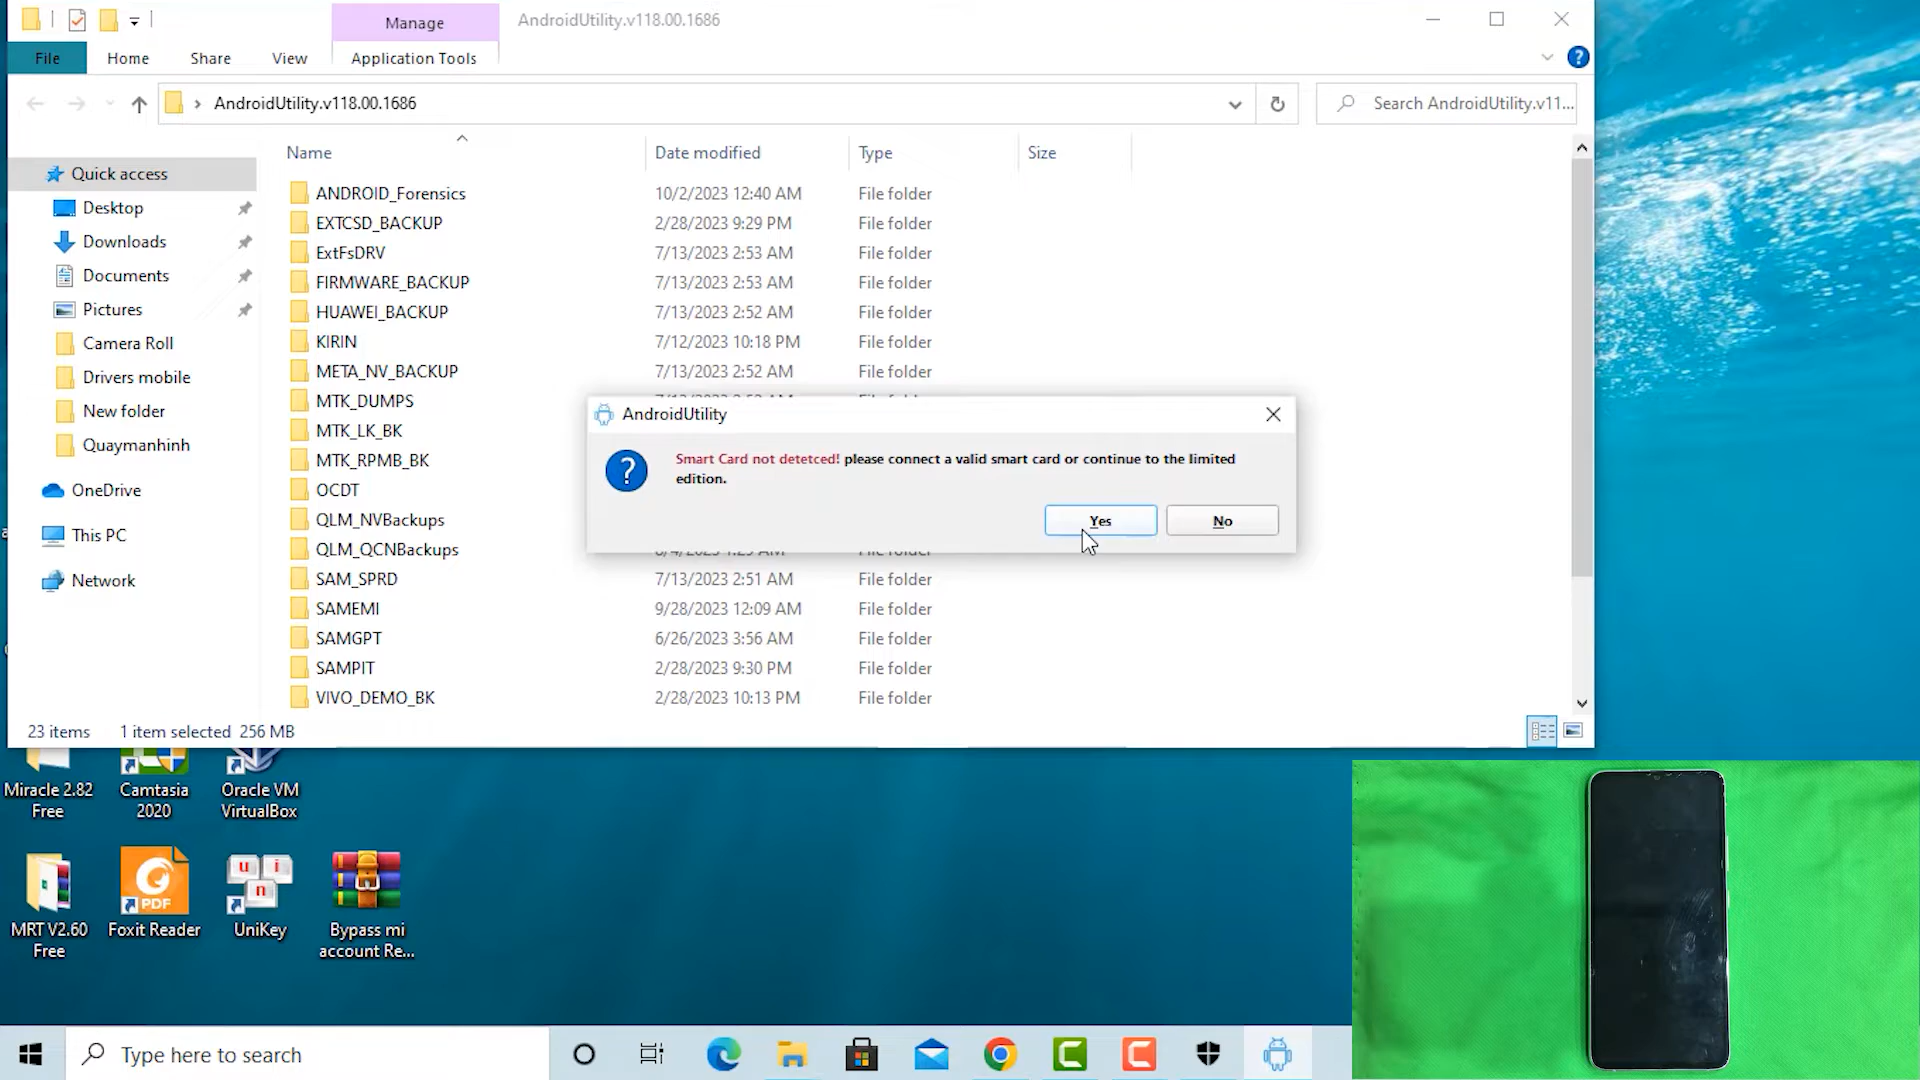 Manage
AndroidUtility.v118.00.1686
File
Home
Share
View
Application Tools
AndroidUtility.v118.00.1686
Search AndroidUtility.v11...
Name
Date modified
Type
Size
Quick access
Desktop
Downloads
Documents
Pictures
Camera Roll
Drivers mobile
New folder
Quaymanhinh
OneDrive
This PC
Network
ANDROID_Forensics 10/2/2023 12:40 AM File folder
EXTCSD_BACKUP 2/28/2023 9:29 PM File folder
ExtFsDRV 7/13/2023 2:53 AM File folder
FIRMWARE_BACKUP 7/13/2023 2:53 AM File folder
HUAWEI_BACKUP 7/13/2023 2:52 AM File folder
KIRIN 7/12/2023 10:18 PM File folder
META_NV_BACKUP 7/13/2023 2:52 AM File folder
MTK_DUMPS
MTK_LK_BK
MTK_RPMB_BK
OCDT
QLM_NVBackups
QLM_QCNBackups
SAM_SPRD 7/13/2023 2:51 AM File folder
SAMEMI 9/28/2023 12:09 AM File folder
SAMGPT 6/26/2023 3:56 AM File folder
SAMPIT 2/28/2023 9:30 PM File folder
VIVO_DEMO_BK 2/28/2023 10:13 PM File folder
AndroidUtility
Smart Card not detetced! please connect a valid smart card or continue to the limited
edition.
Yes
No
23 items 1 item selected 256 MB
Miracle 2.82
Free
Camtasia
2020
Oracle VM
VirtualBox
MRT V2.60
Free
PDF
Foxit Reader
u i
n
UniKey
Bypass mi
account Re...
Type here to search